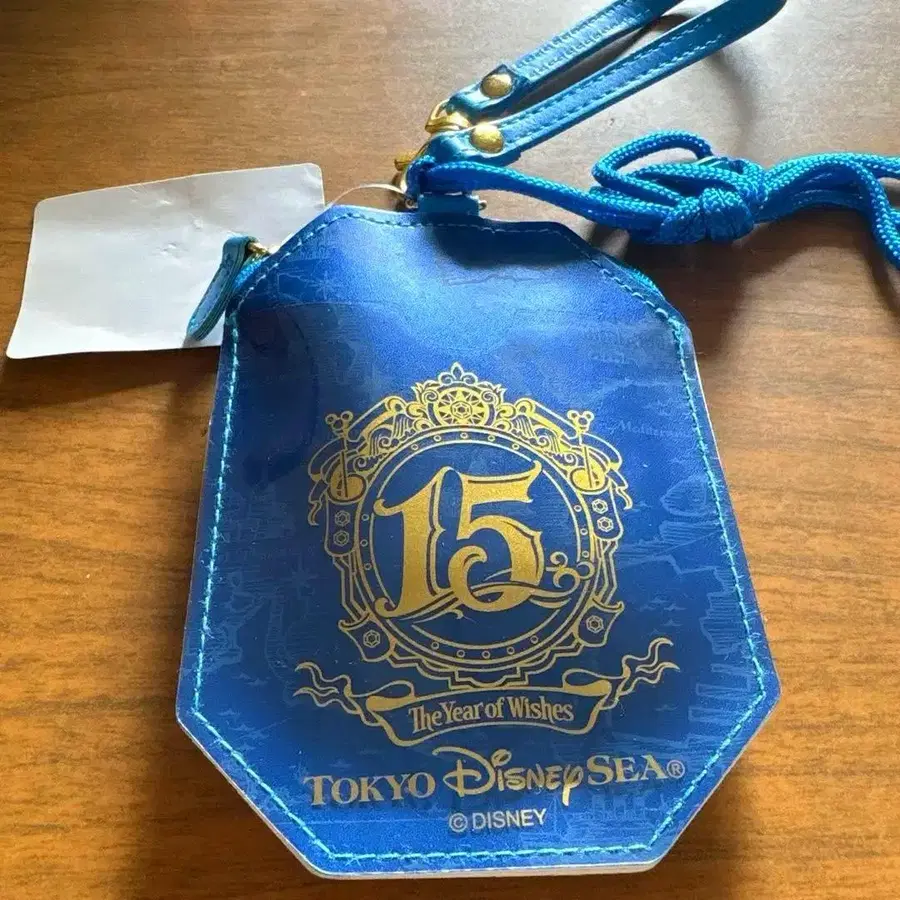 15
The Year of Wishes
TOKYO DISNEYSEA®
© DISNEY